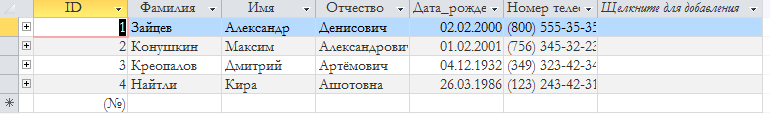 ID Фамилия Имя Отчество Дата_рожде Номер теле Щелкните для добавления
1 Зайцев Александр Денисович 02.02.2000 (800) 555-35-35
2 Конушкин Максим Александрович 01.02.2001 (756) 345-32-23
3 Креопалов Дмитрий Артёмович 04.12.1932 (349) 323-42-34
4 Найтли Кира Ашотовна 26.03.1986 (123) 243-42-31
(№)